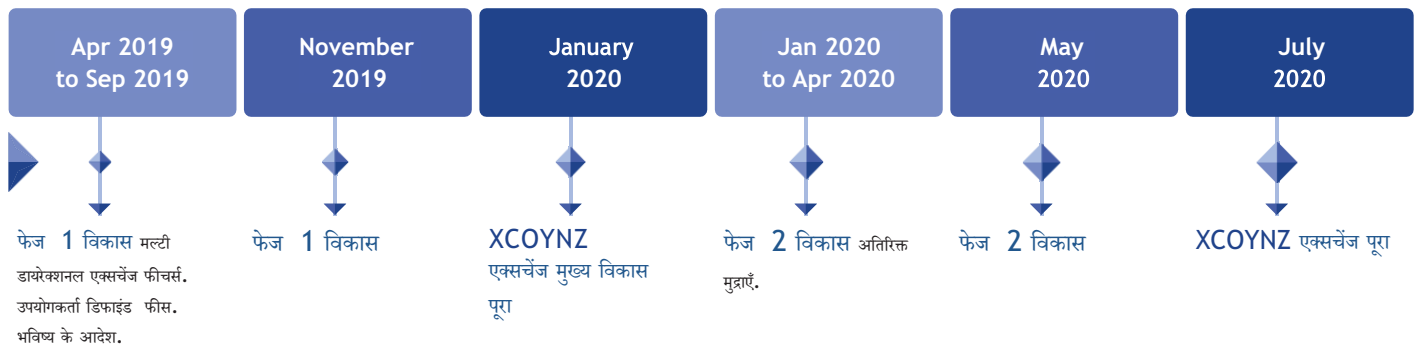 Apr 2019
to Sep 2019
November
2019
January
2020
Jan 2020
to Apr 2020
May
2020
July
2020
फेज 1 विकास मल्टी
डायरेक्शनल एक्सचेंज फीचर्स.
उपयोगकर्ता डिफाइंड फीस.
भविष्य के आदेश.
फेज 1 विकास
XCOYNZ
एक्सचेंज मुख्य विकास
पूरा
फेज 2 विकास अतिरिक्त
मुद्राएँ.
फेज 2 विकास
XCOYNZ एक्सचेंज पूरा